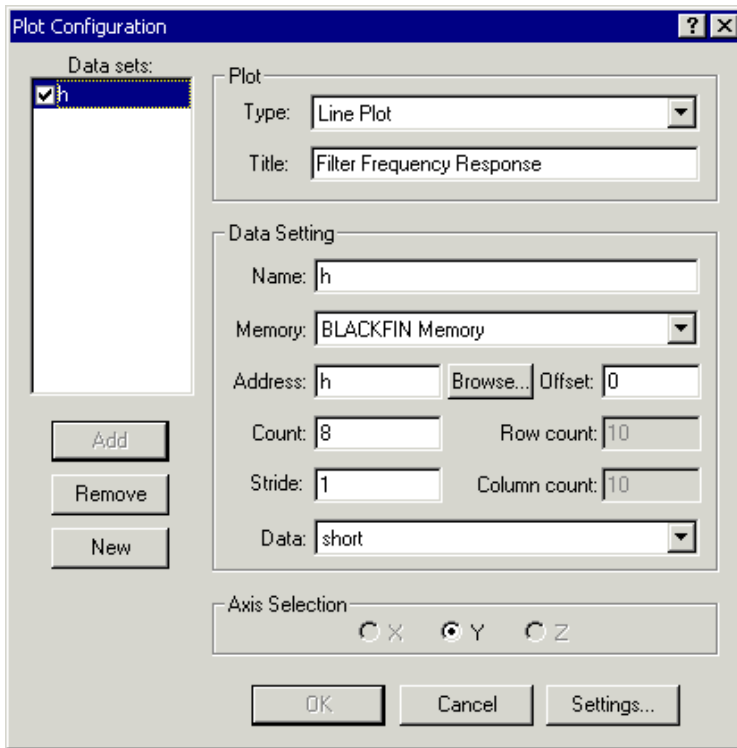 Plot Configuration
Data sets:
h
Add
Remove
New
Plot
Type: Line Plot
Title: Filter Frequency Response
Data Setting
Name: h
Memory: BLACKFIN Memory
Address: h Browse... Offset: 0
Count: 8 Row count: 10
Stride: 1 Column count: 10
Data: short
Axis Selection
X Y Z
OK Cancel Settings...